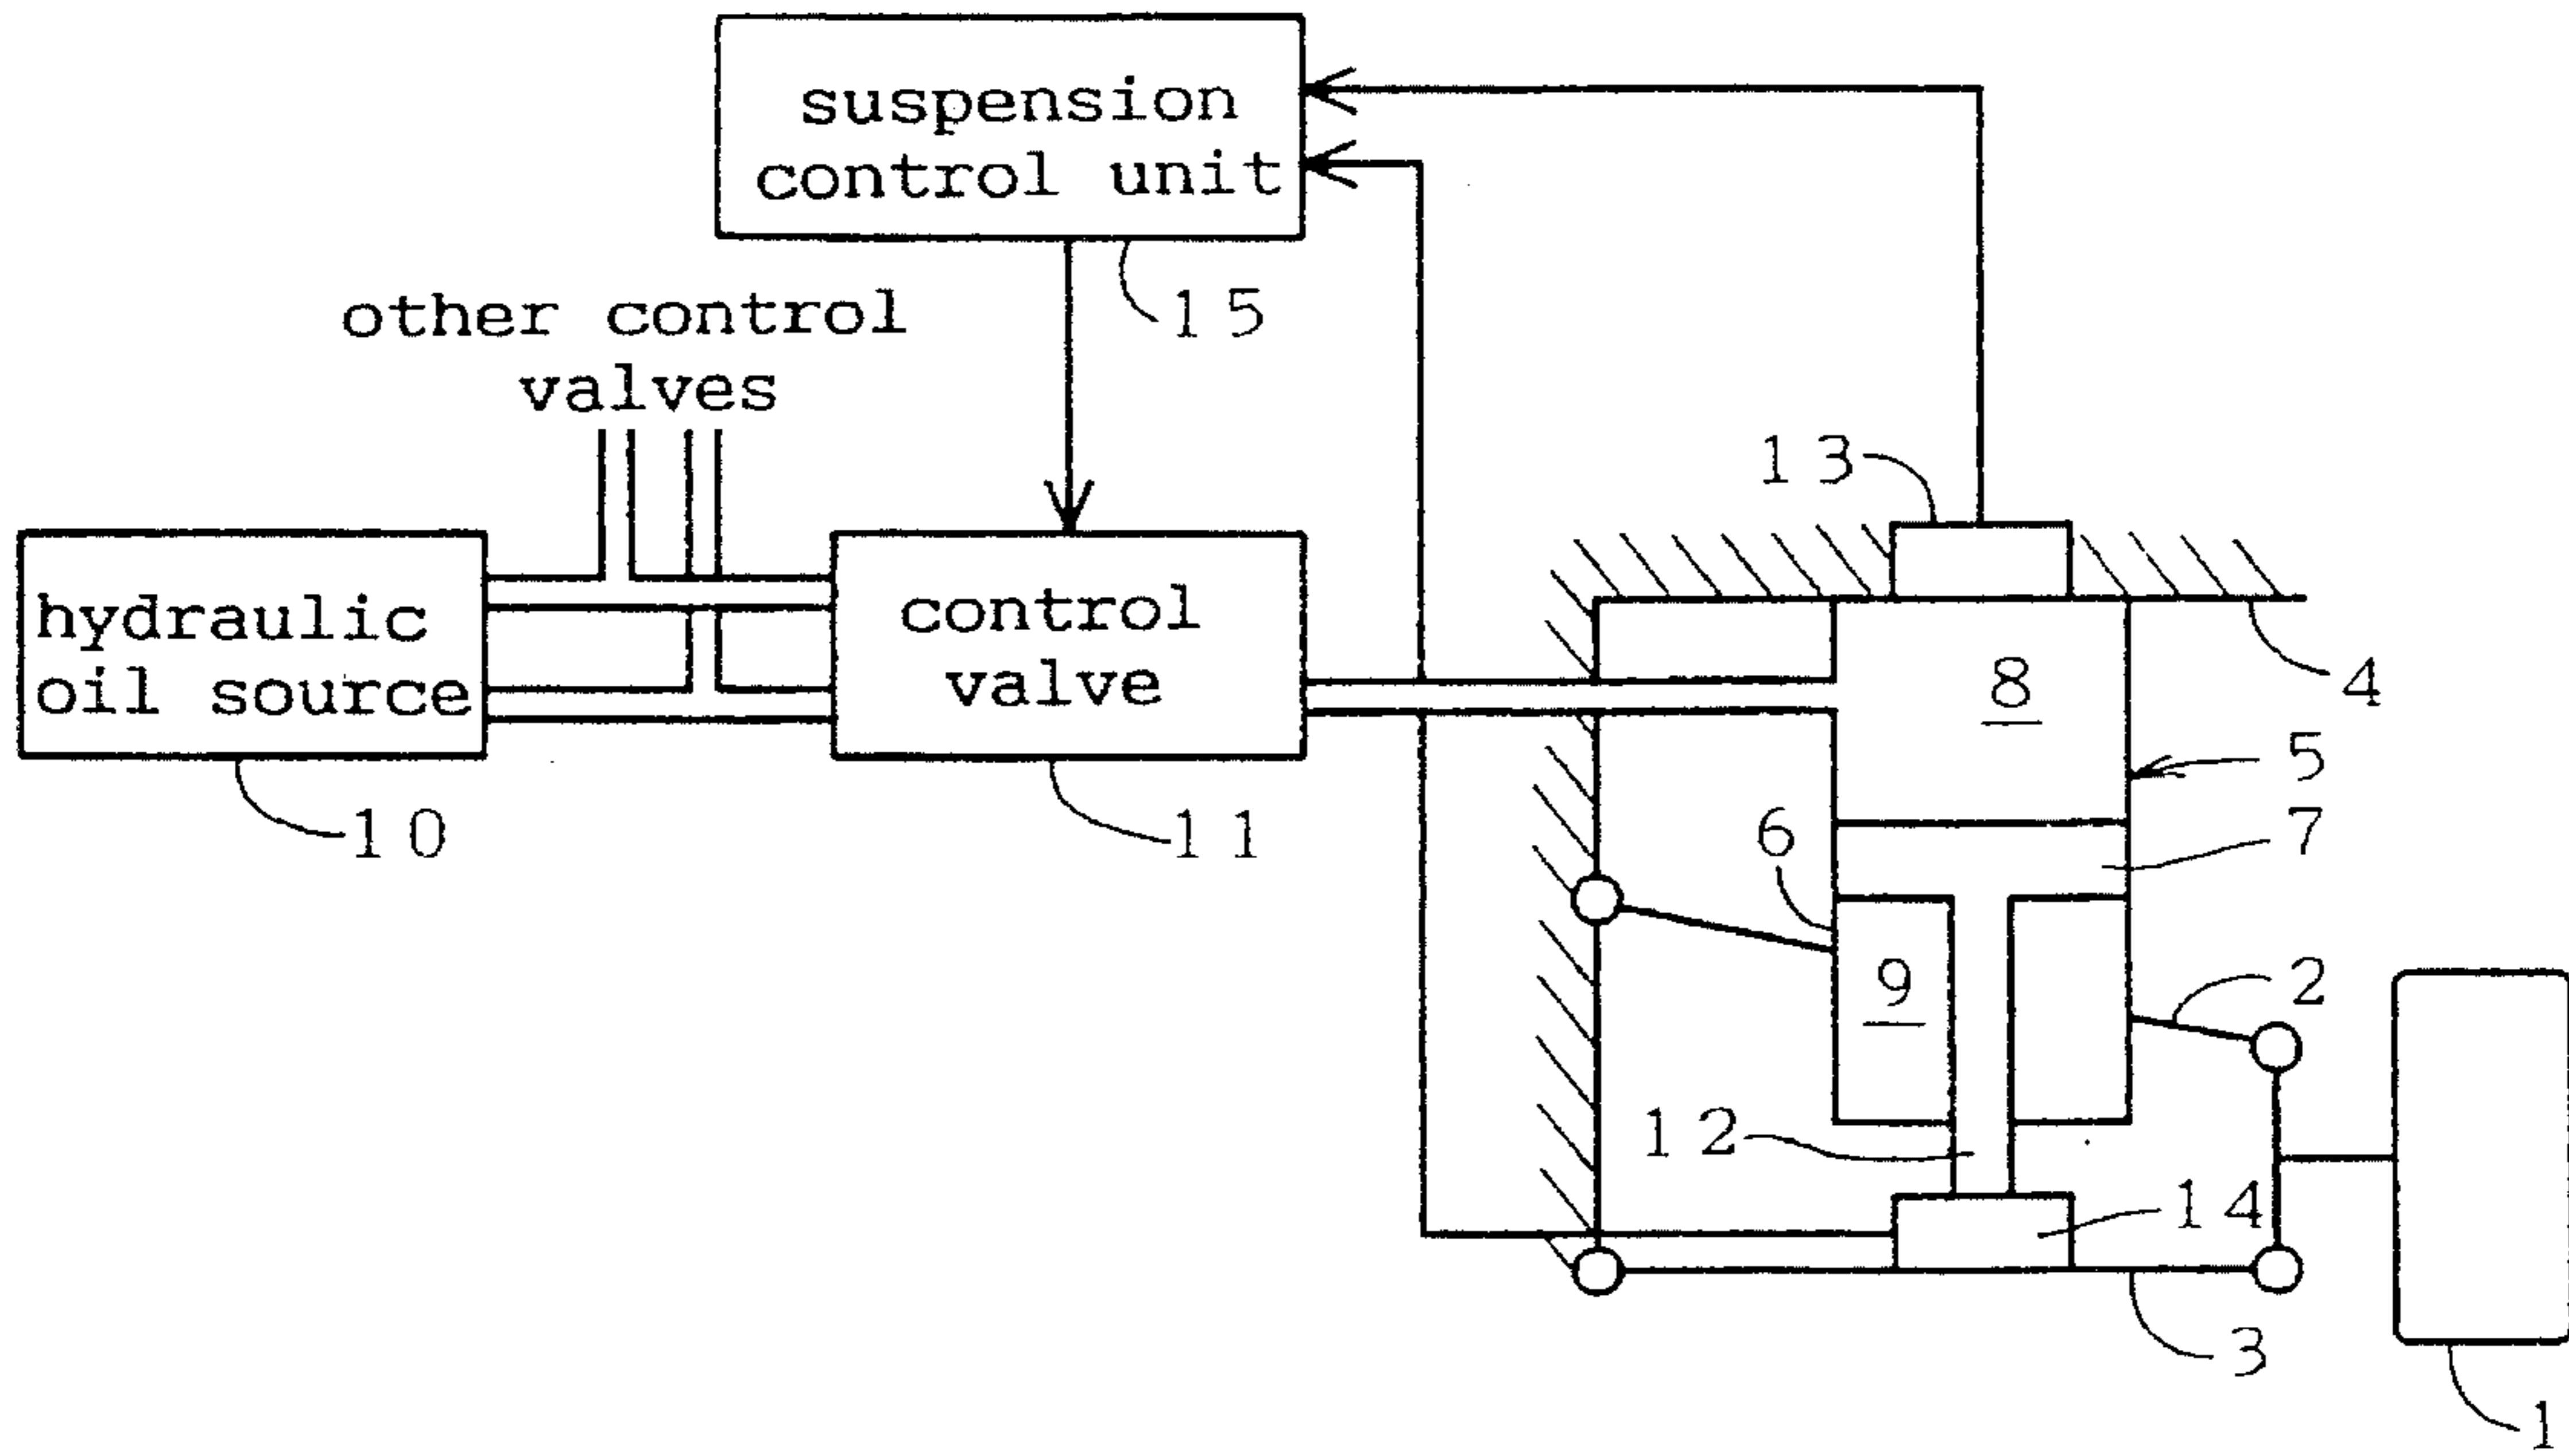 suspension
control unit
15
other control
valves
13
hydraulic
oil source
control
valve
8
4
5
10
11
6
7
9
2
12
14
3
1